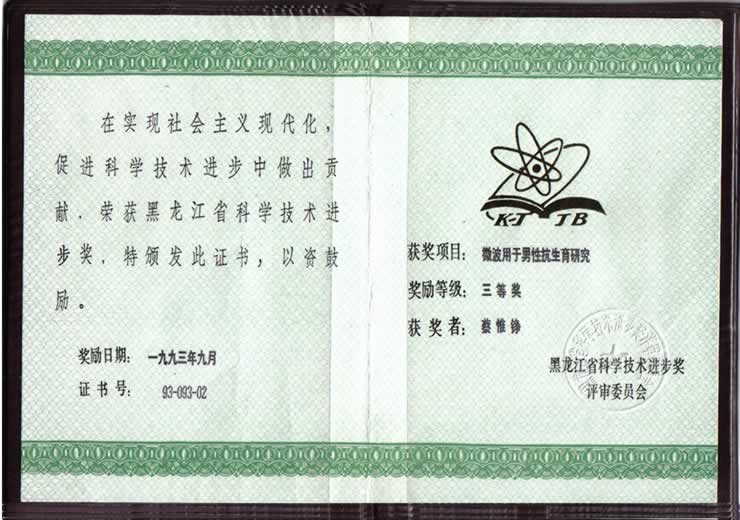 在实现社会主义现代化，
促进科学技术进步中做出贡
献，荣获黑龙江省科学技术进
步奖，特颁发此证书，以资鼓
励。
奖励日期：一九九三年九月
证书号：93-093-02
K-J JB
获奖项目：微波用于男性抗生育研究
奖励等级：三等奖
获奖者：蔡惟铮
黑龙江省科学技术进步奖
评审委员会